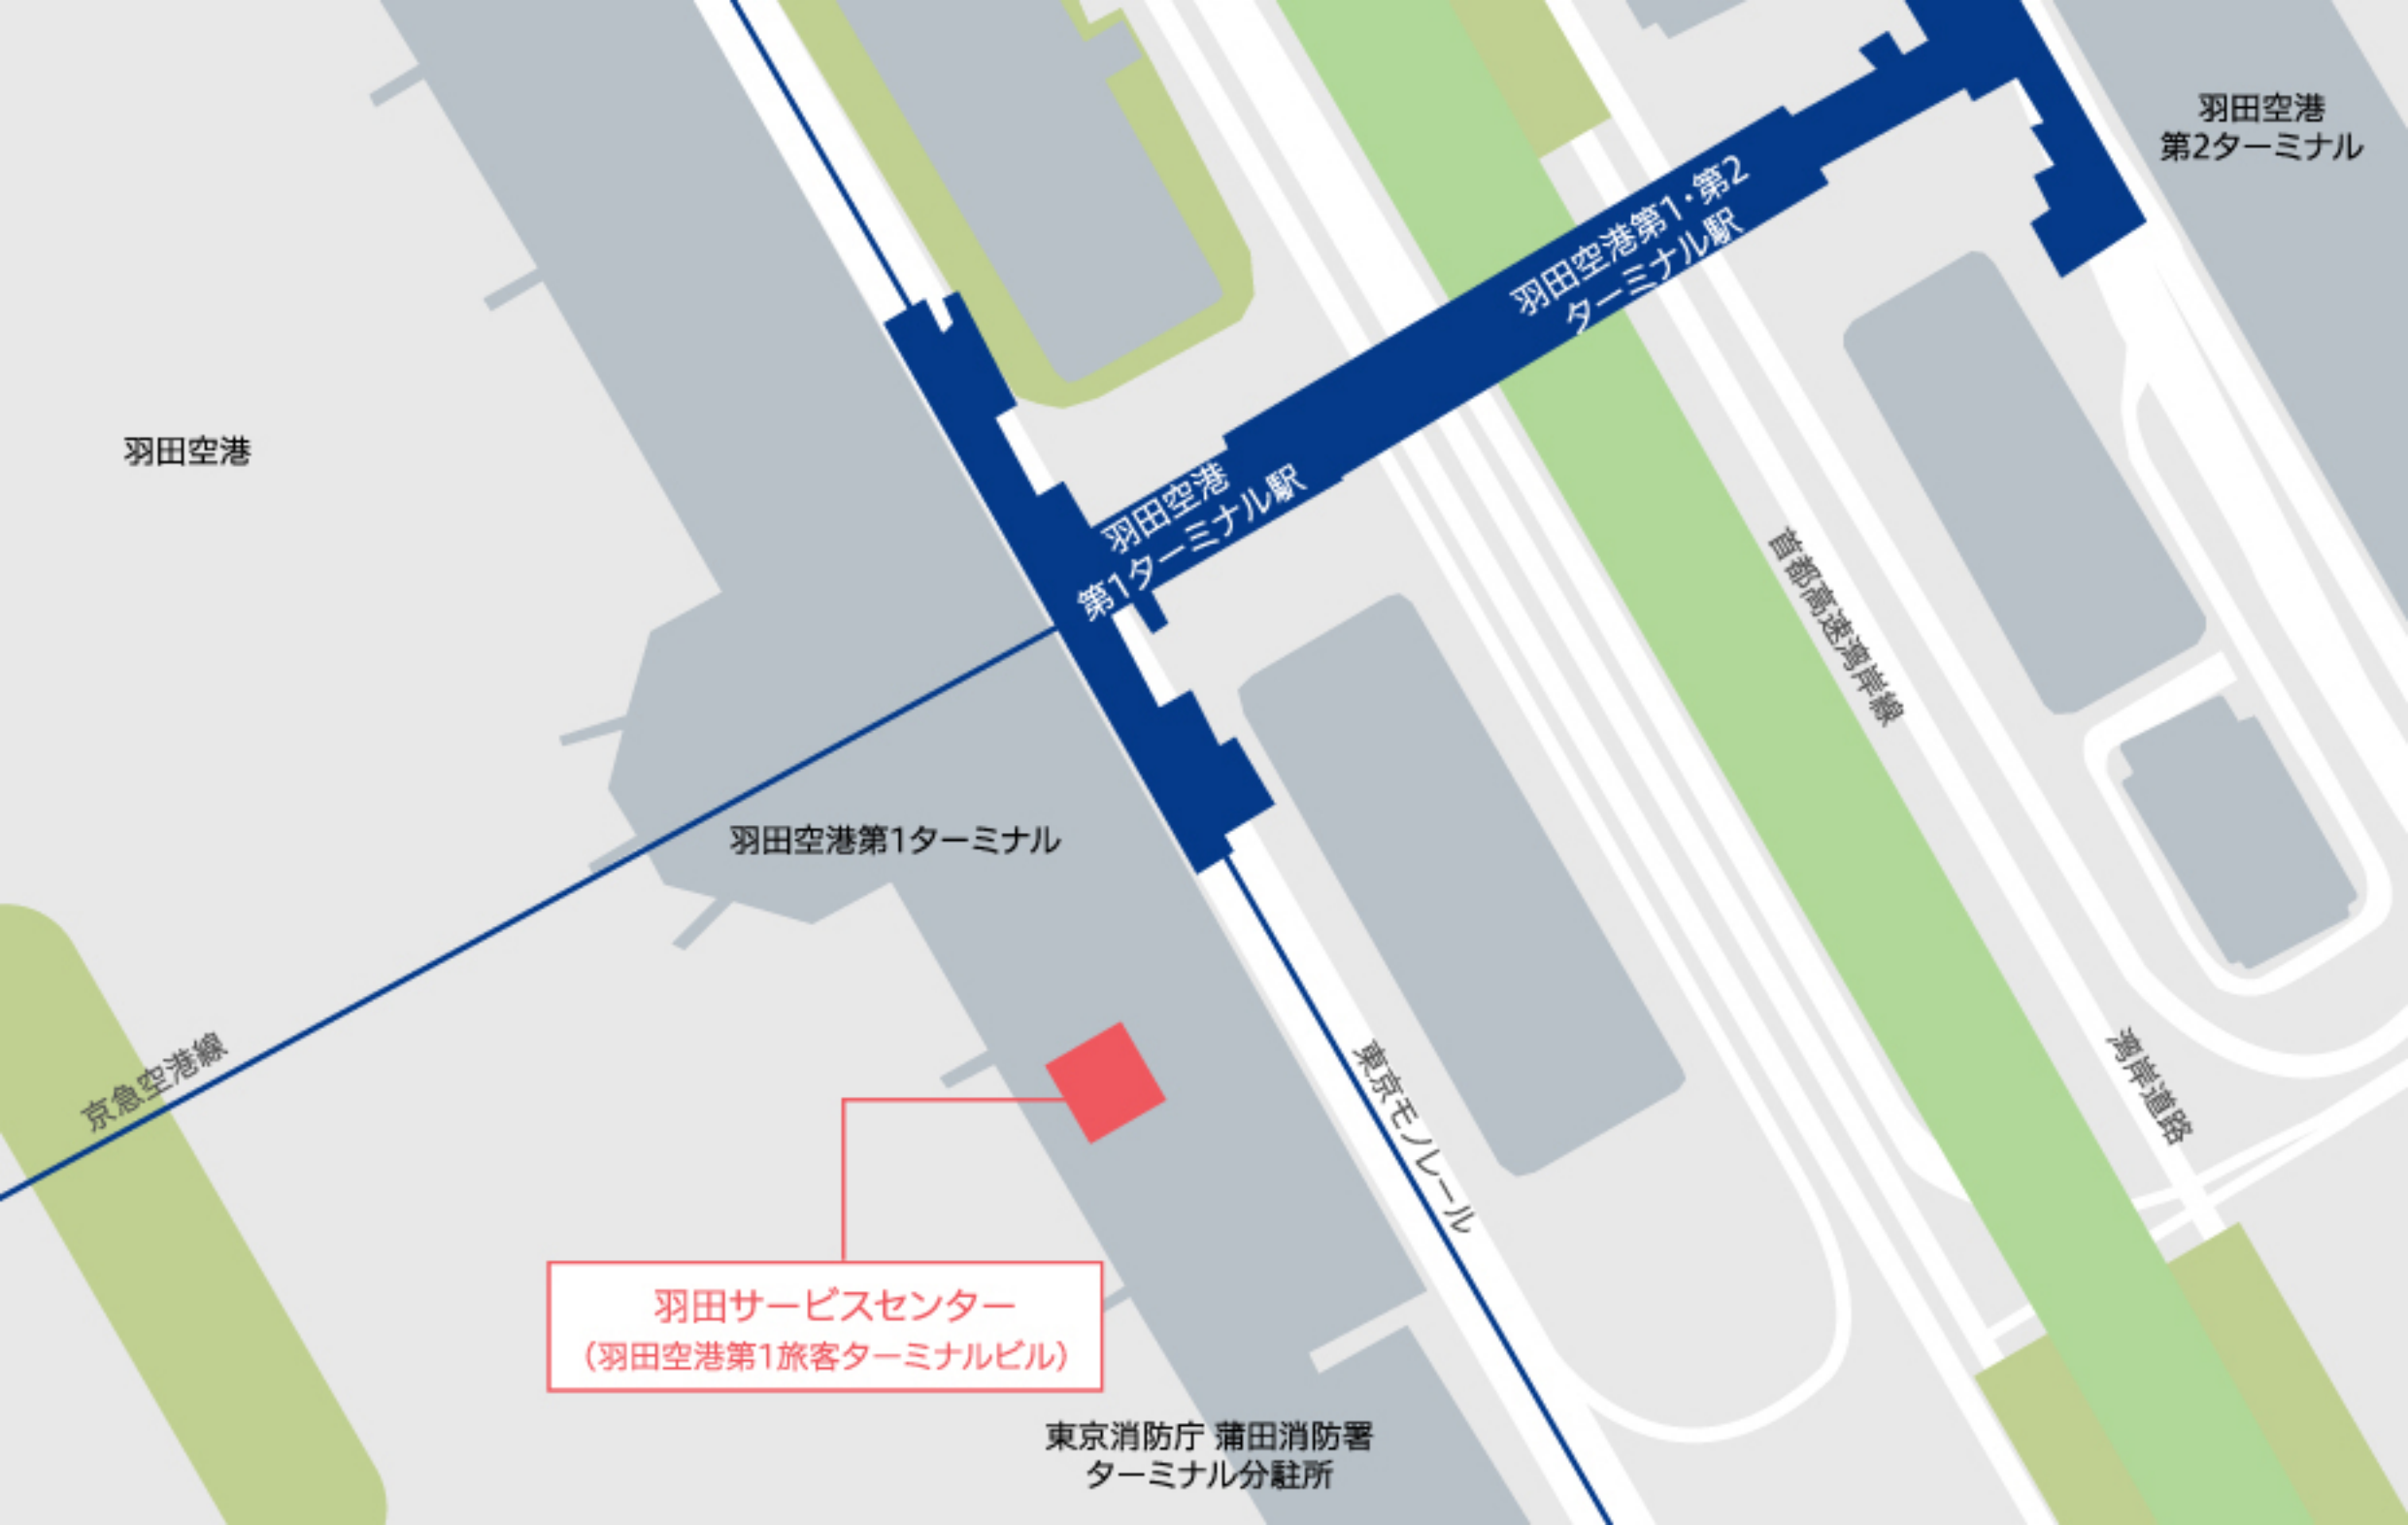 羽田空港
第2ターミナル
羽田空港第1・第2
ターミナル駅
羽田空港
羽田空港
第1ターミナル駅
首都高速湾岸線
羽田空港第1ターミナル
京急空港線
東京モノレール
湾岸道路
羽田サービスセンター
（羽田空港第1旅客ターミナルビル）
東京消防庁 蒲田消防署
ターミナル分駐所